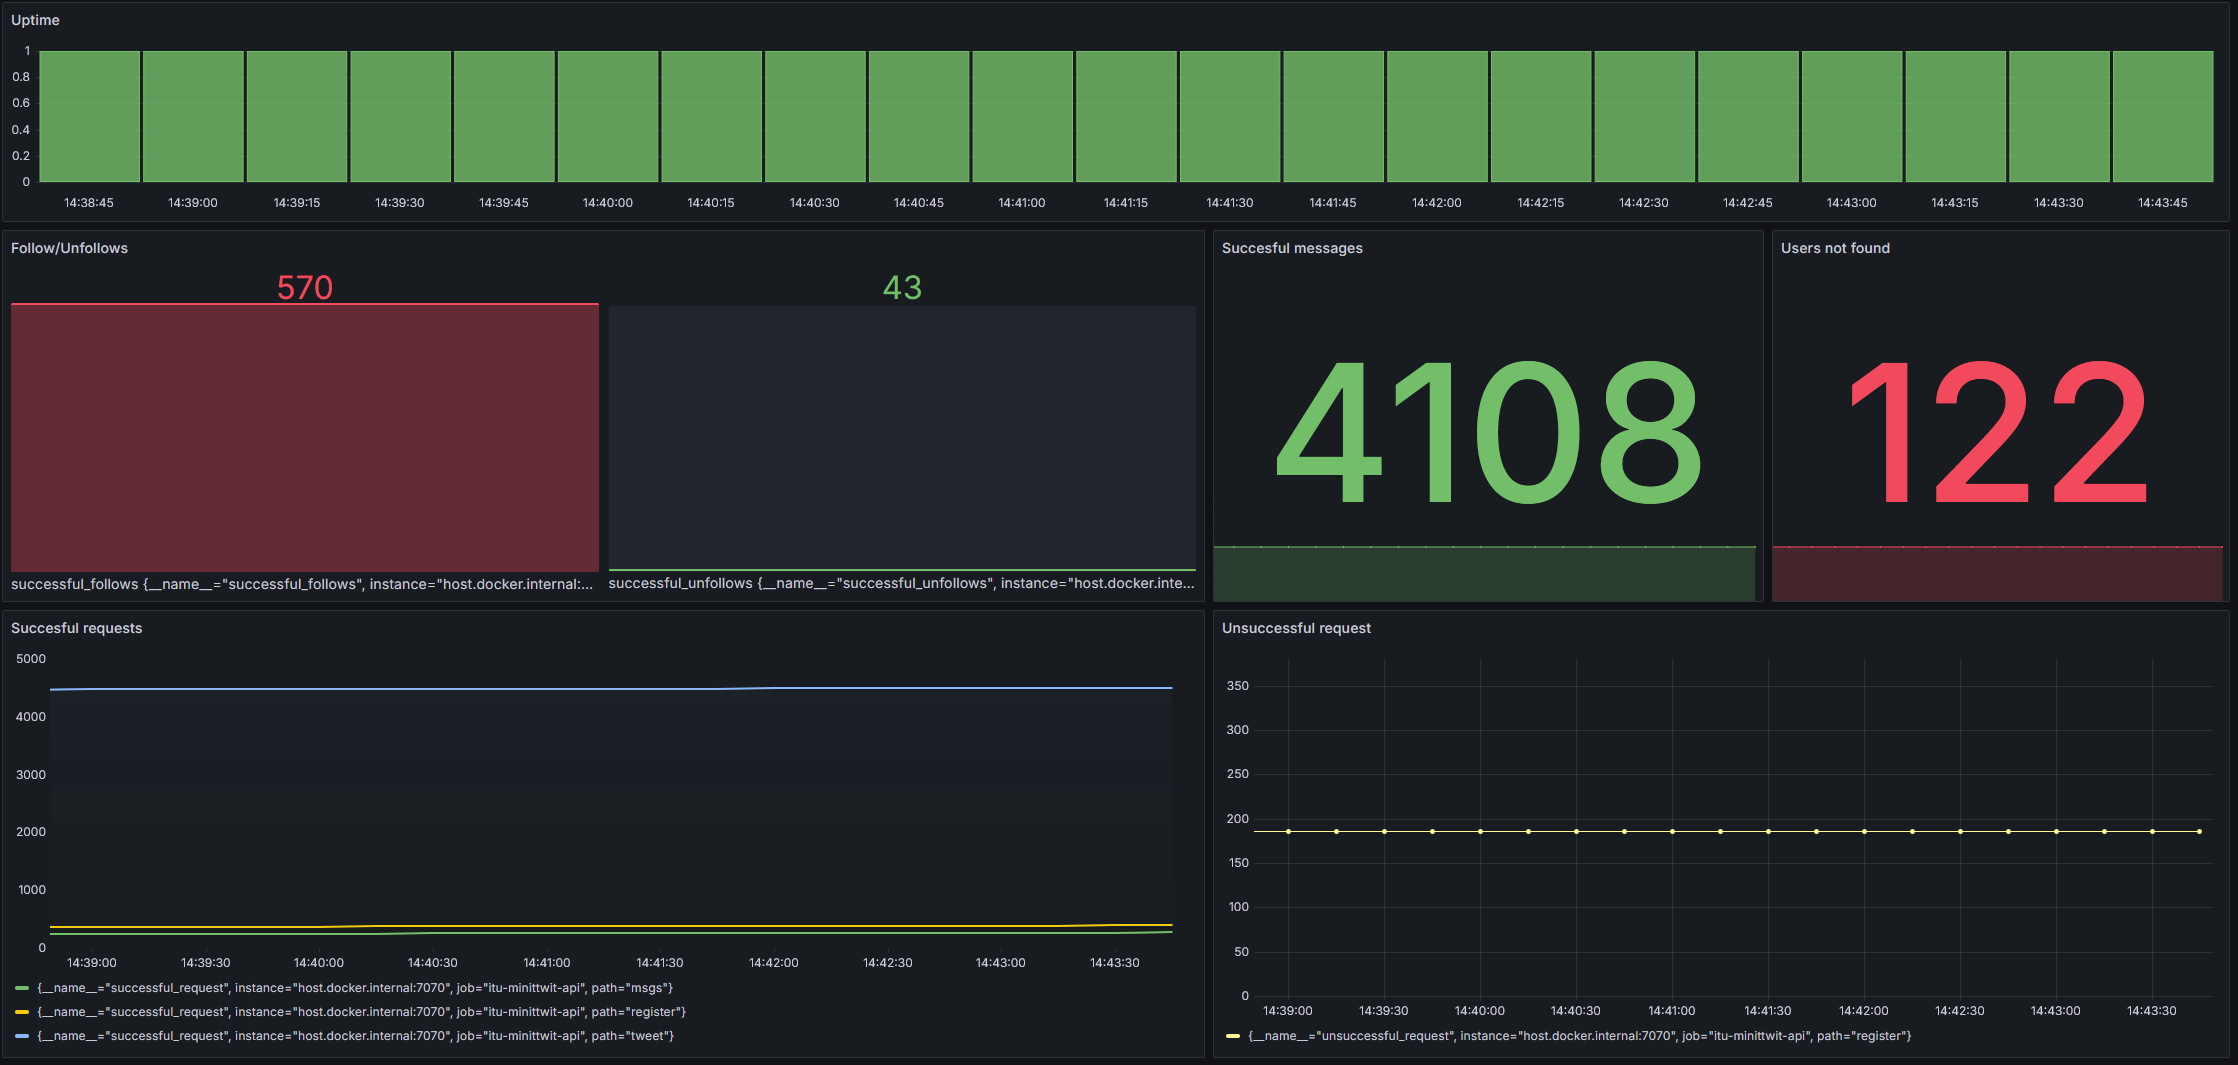 Uptime
1
0.8
0.6
0.4
0.2
0
14:38:45 14:39:00 14:39:15 14:39:30 14:39:45 14:40:00 14:40:15 14:40:30 14:40:45 14:41:00 14:41:15 14:41:30 14:41:45 14:42:00 14:42:15 14:42:30 14:42:45 14:43:00 14:43:15 14:43:30 14:43:45
Follow/Unfollows
570
43
successful_follows {__name__="successful_follows", instance="host.docker.internal:...
successful_unfollows {__name__="successful_unfollows", instance="host.docker.inte...
Succesful messages
4108
Users not found
122
Succesful requests
5000
4000
3000
2000
1000
0
14:39:00 14:39:30 14:40:00 14:40:30 14:41:00 14:41:30 14:42:00 14:42:30 14:43:00 14:43:30
{__name__="successful_request", instance="host.docker.internal:7070", job="itu-minittwit-api", path="msgs"}
{__name__="successful_request", instance="host.docker.internal:7070", job="itu-minittwit-api", path="register"}
{__name__="successful_request", instance="host.docker.internal:7070", job="itu-minittwit-api", path="tweet"}
Unsuccessful request
350
300
250
200
150
100
50
0
14:39:00 14:39:30 14:40:00 14:40:30 14:41:00 14:41:30 14:42:00 14:42:30 14:43:00 14:43:30
{__name__="unsuccessful_request", instance="host.docker.internal:7070", job="itu-minittwit-api", path="register"}